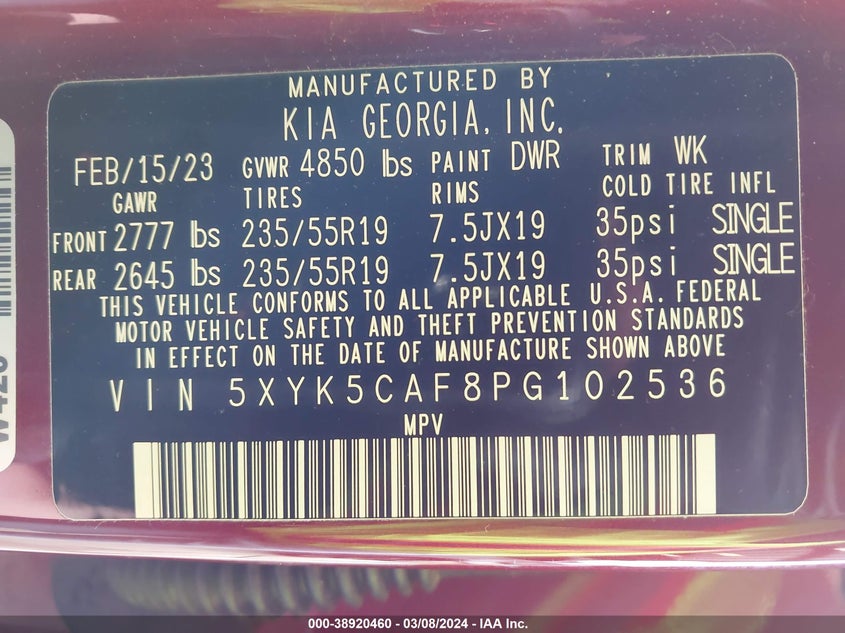 MANUFACTURED BY
KIA GEORGIA, INC.
FEB/15/23 GVWR 4850 lbs PAINT DWR TRIM WK
GAWR TIRES RIMS COLD TIRE INFL
FRONT 2777 lbs 235/55R19 7.5JX19 35psi SINGLE
REAR 2645 lbs 235/55R19 7.5JX19 35psi SINGLE
THIS VEHICLE CONFORMS TO ALL APPLICABLE U.S.A. FEDERAL
MOTOR VEHICLE SAFETY AND THEFT PREVENTION STANDARDS
IN EFFECT ON THE DATE OF MANUFACTURE SHOWN ABOVE
VIN 5XYK5CAF8PG102536
MPV
000-38920460 - 03/08/2024 - IAA Inc.